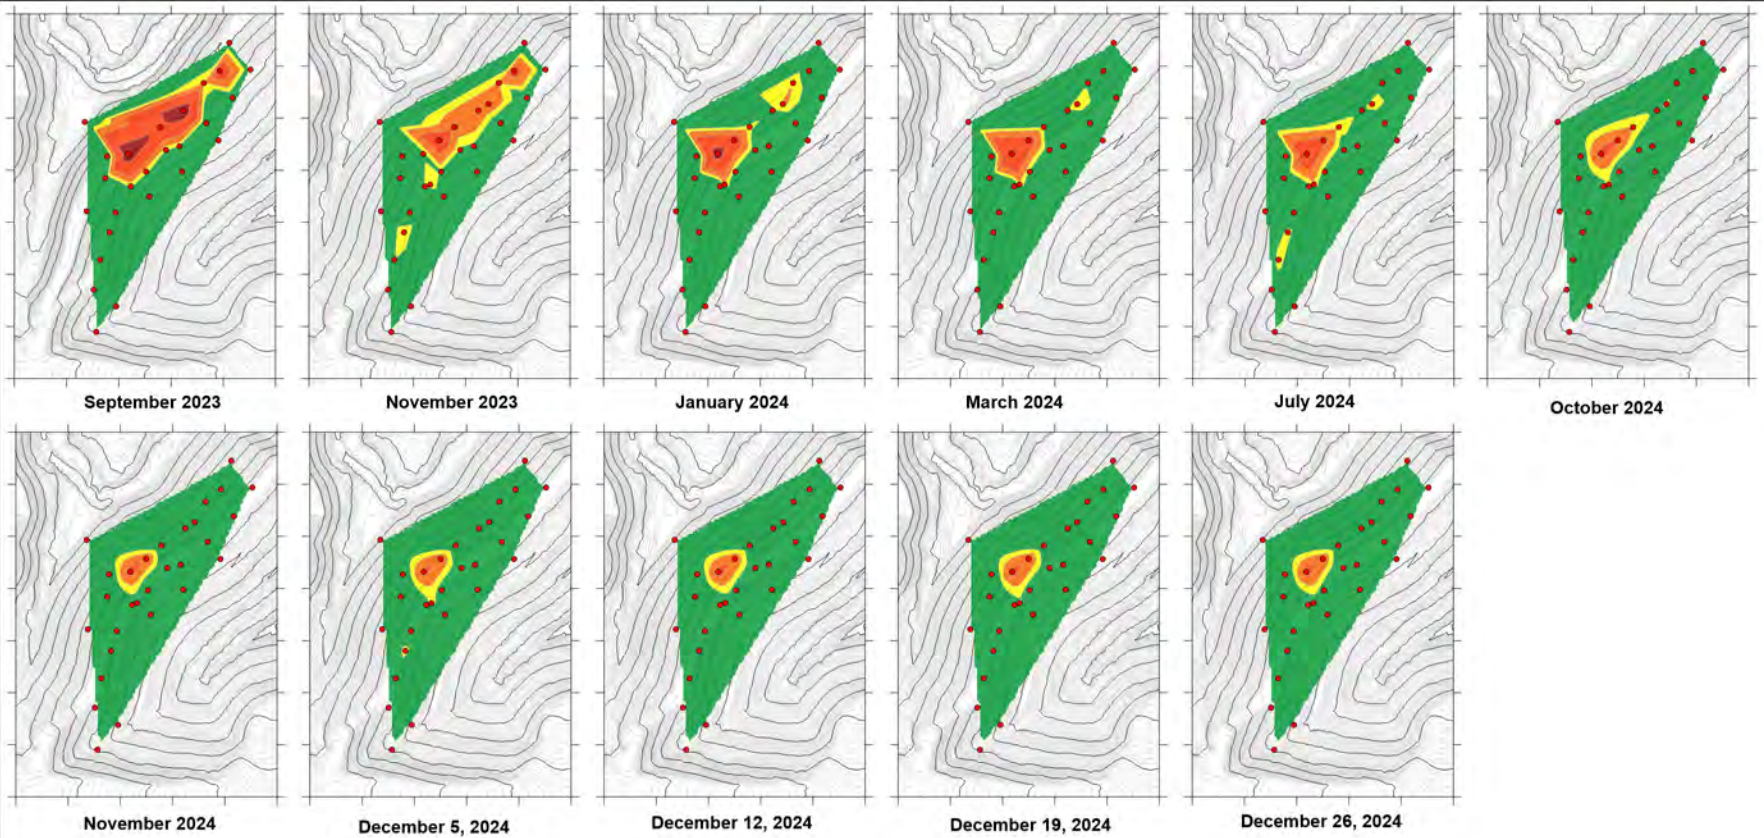 September 2023
November 2023
January 2024
March 2024
July 2024
October 2024
November 2024
December 5, 2024
December 12, 2024
December 19, 2024
December 26, 2024